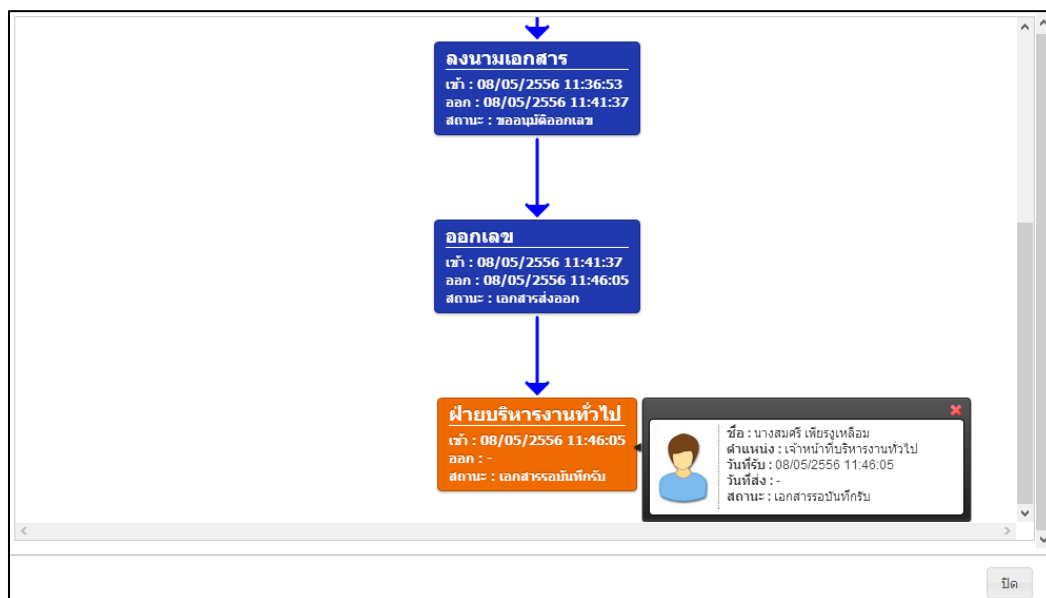 ลงนามเอกสาร
เข้า : 08/05/2556 11:36:53
ออก : 08/05/2556 11:41:37
สถานะ : ขออนุมัติออกเลข
ออกเลข
เข้า : 08/05/2556 11:41:37
ออก : 08/05/2556 11:46:05
สถานะ : เอกสารส่งออก
ฝ่ายบริหารงานทั่วไป
เข้า : 08/05/2556 11:46:05
ออก : -
สถานะ : เอกสารรอบันทึกรับ
ชื่อ : นางสมศรี เพียรงูเหลือม
ตำแหน่ง : เจ้าหน้าที่บริหารงานทั่วไป
วันที่รับ : 08/05/2556 11:46:05
วันที่ส่ง : -
สถานะ : เอกสารรอบันทึกรับ
ปิด